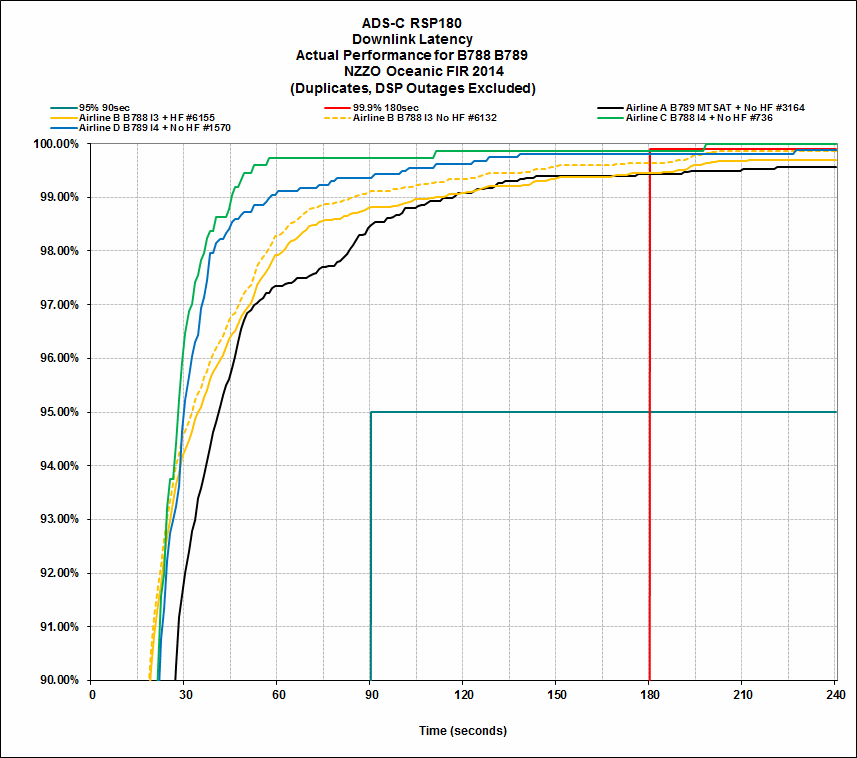 ADS-C RSP180
Downlink Latency
Actual Performance for B788 B789
NZZO Oceanic FIR 2014
(Duplicates, DSP Outages Excluded)
95% 90sec
99.9% 180sec
Airline A B789 MTSAT + No HF #3164
Airline B B788 I3 + HF #6155
Airline B B788 I3 No HF #6132
Airline C B788 I4 + No HF #736
Airline D B789 I4 + No HF #1570
100.00%
99.00%
98.00%
97.00%
96.00%
95.00%
94.00%
93.00%
92.00%
91.00%
90.00%
0 30 60 90 120 150 180 210 240
Time (seconds)